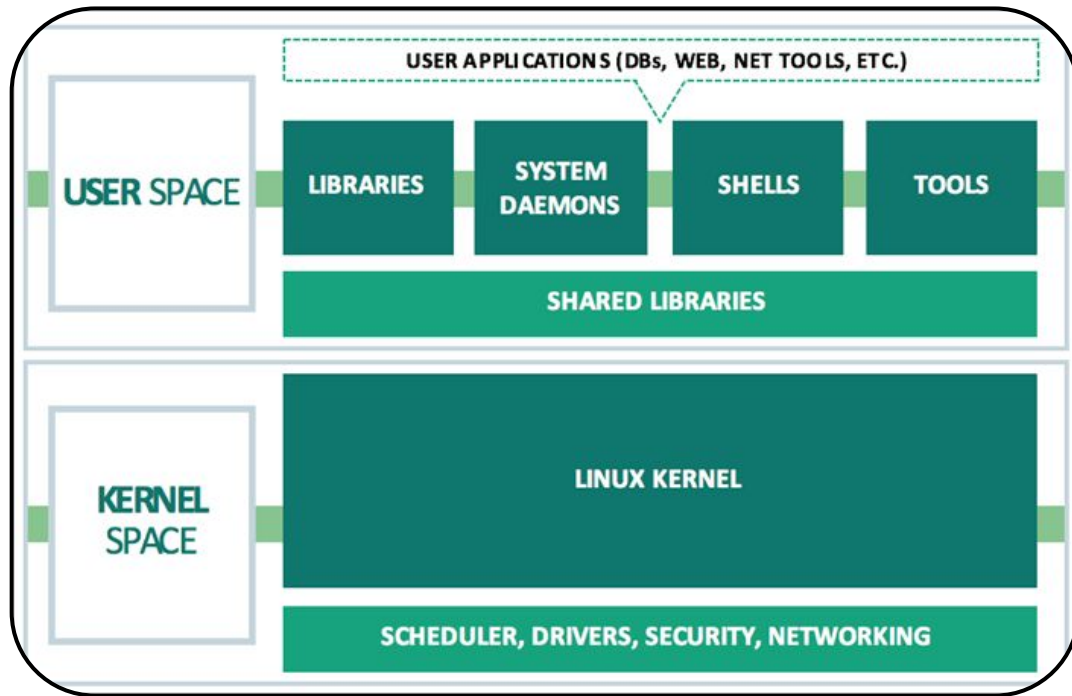 USER APPLICATIONS (DBs, WEB, NET TOOLS, ETC.)
USER SPACE
LIBRARIES
SYSTEM
DAEMONS
SHELLS
TOOLS
SHARED LIBRARIES
KERNEL
SPACE
LINUX KERNEL
SCHEDULER, DRIVERS, SECURITY, NETWORKING